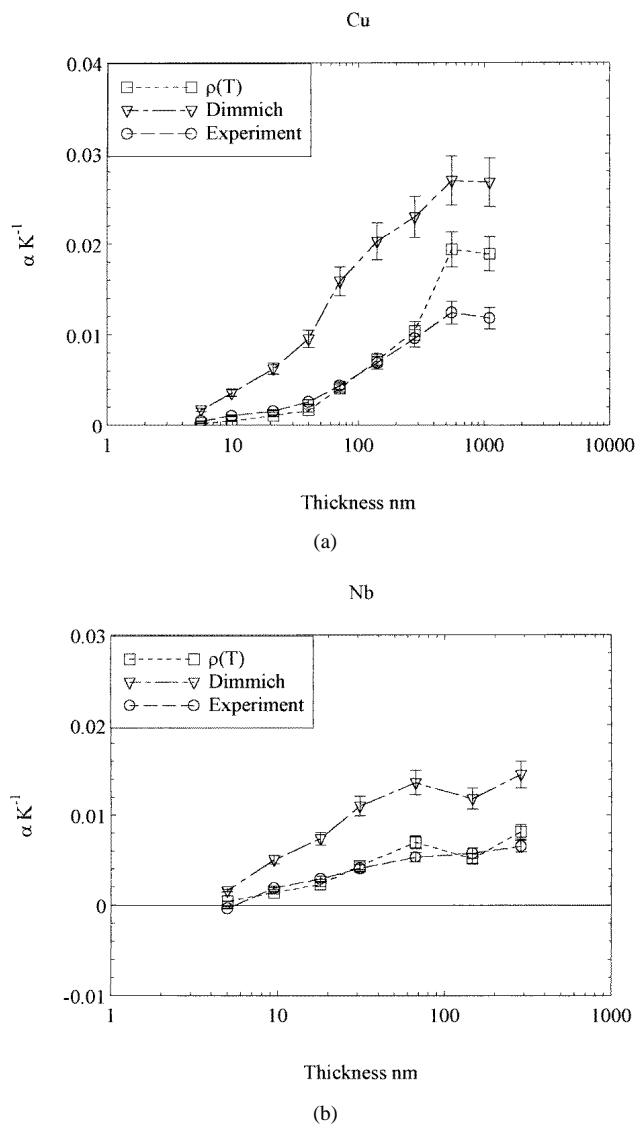 Cu
0.04
0.03
0.02
0.01
0
α K⁻¹
ρ(T)
Dimmich
Experiment
1 10 100 1000 10000
Thickness nm
(a)
Nb
0.03
0.02
0.01
0
-0.01
α K⁻¹
ρ(T)
Dimmich
Experiment
1 10 100 1000
Thickness nm
(b)